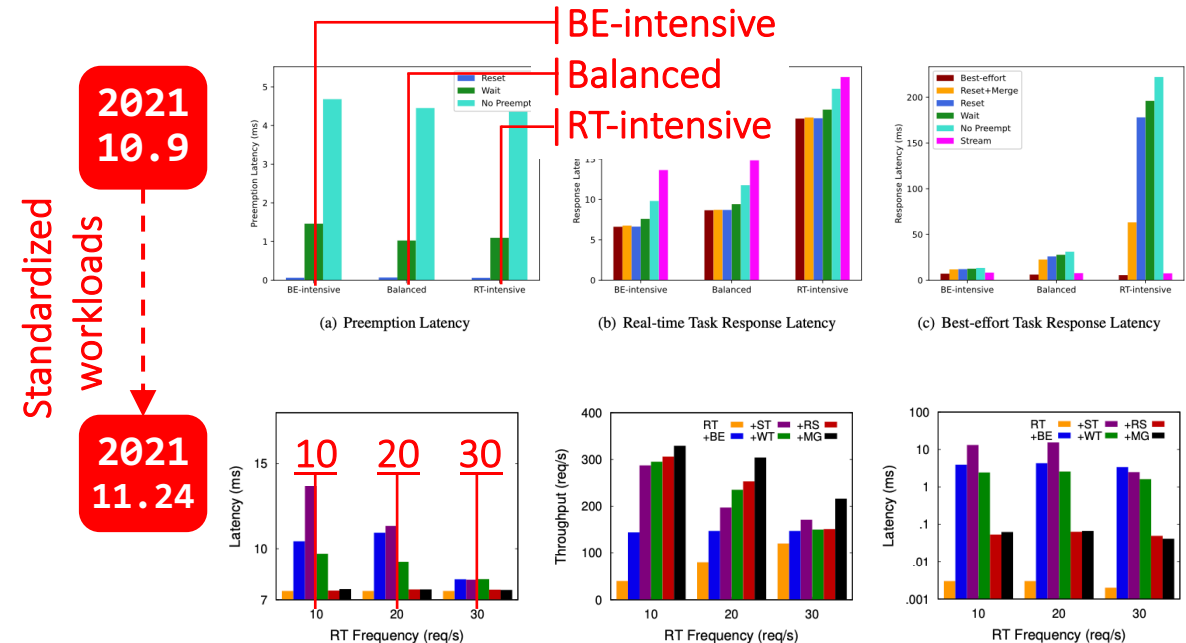 BE-intensive
Balanced
RT-intensive
2021
10.9
Standardized
workloads
2021
11.24
Preemption Latency (ms)
5
4
3
2
1
0
Reset
Wait
No Preempt
BE-intensive Balanced RT-intensive
(a) Preemption Latency
Response Late
15
10
5
0
BE-intensive Balanced RT-intensive
(b) Real-time Task Response Latency
Response Latency (ms)
200
150
100
50
0
Best-effort
Reset+Merge
Reset
Wait
No Preempt
Stream
BE-intensive Balanced RT-intensive
(c) Best-effort Task Response Latency
Latency (ms)
15
10
7
10 20 30
10 20 30
RT Frequency (req/s)
Throughput (req/s)
400
300
200
100
0
RT +ST +RS
+BE +WT +MG
10 20 30
RT Frequency (req/s)
Latency (ms)
100
10
1
.1
.01
.001
RT +ST +RS
+BE +WT +MG
10 20 30
RT Frequency (req/s)